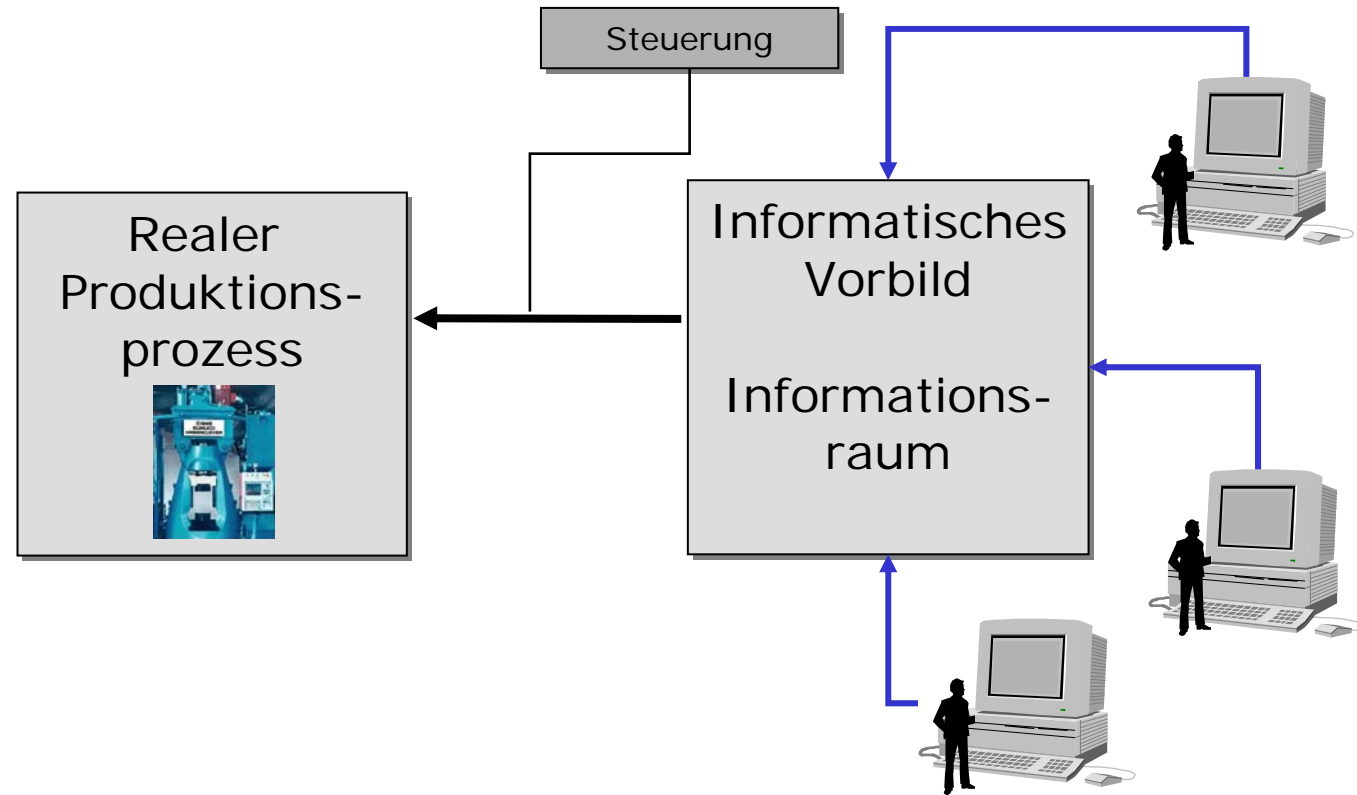 Steuerung
Realer
Produktions-
prozess
Informatisches
Vorbild
Informations-
raum